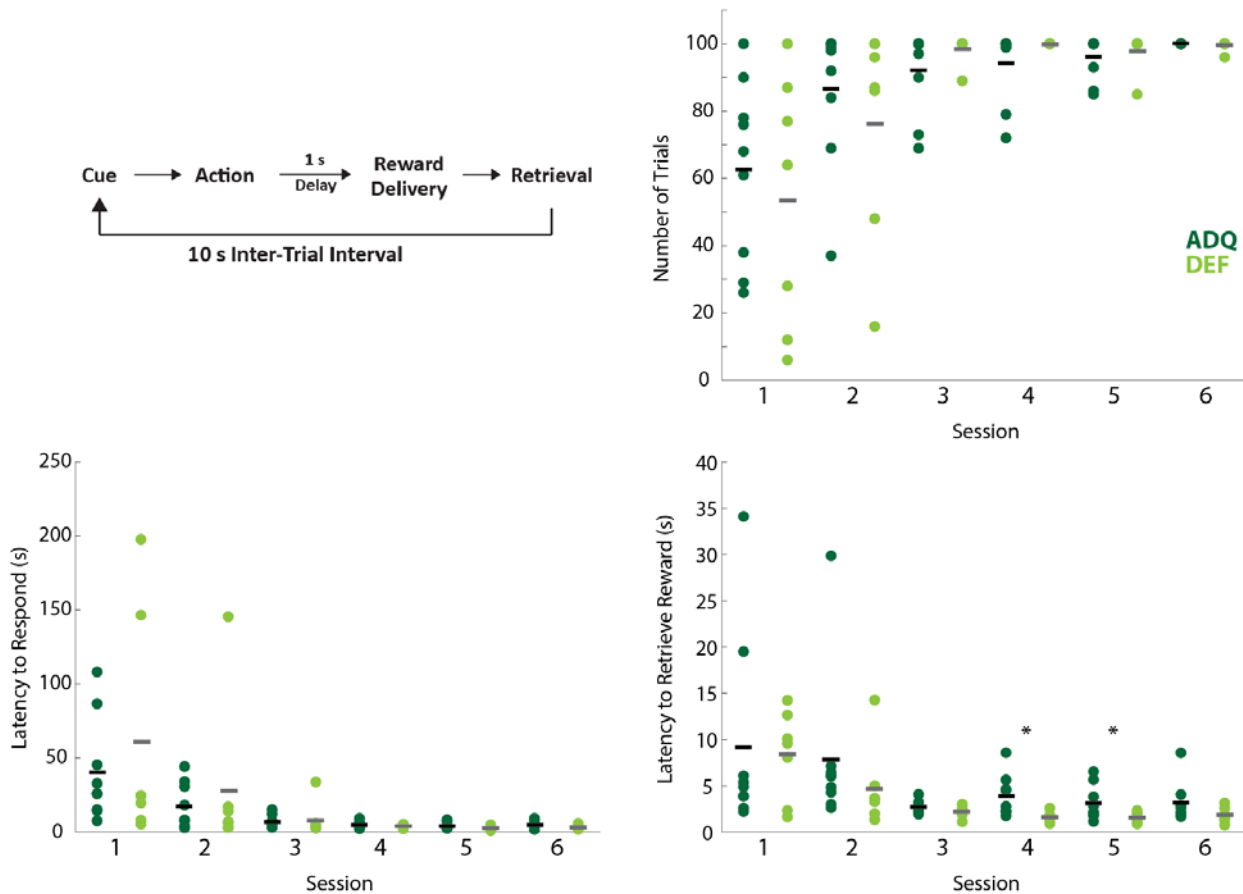 Cue
Action
1 s
Delay
Reward
Delivery
Retrieval
10 s Inter-Trial Interval
Number of Trials
100
80
60
40
20
0
1 2 3 4 5 6
Session
ADQ
DEF
Latency to Respond (s)
250
200
150
100
50
0
1 2 3 4 5 6
Session
Latency to Retrieve Reward (s)
40
35
30
25
20
15
10
5
0
* *
1 2 3 4 5 6
Session